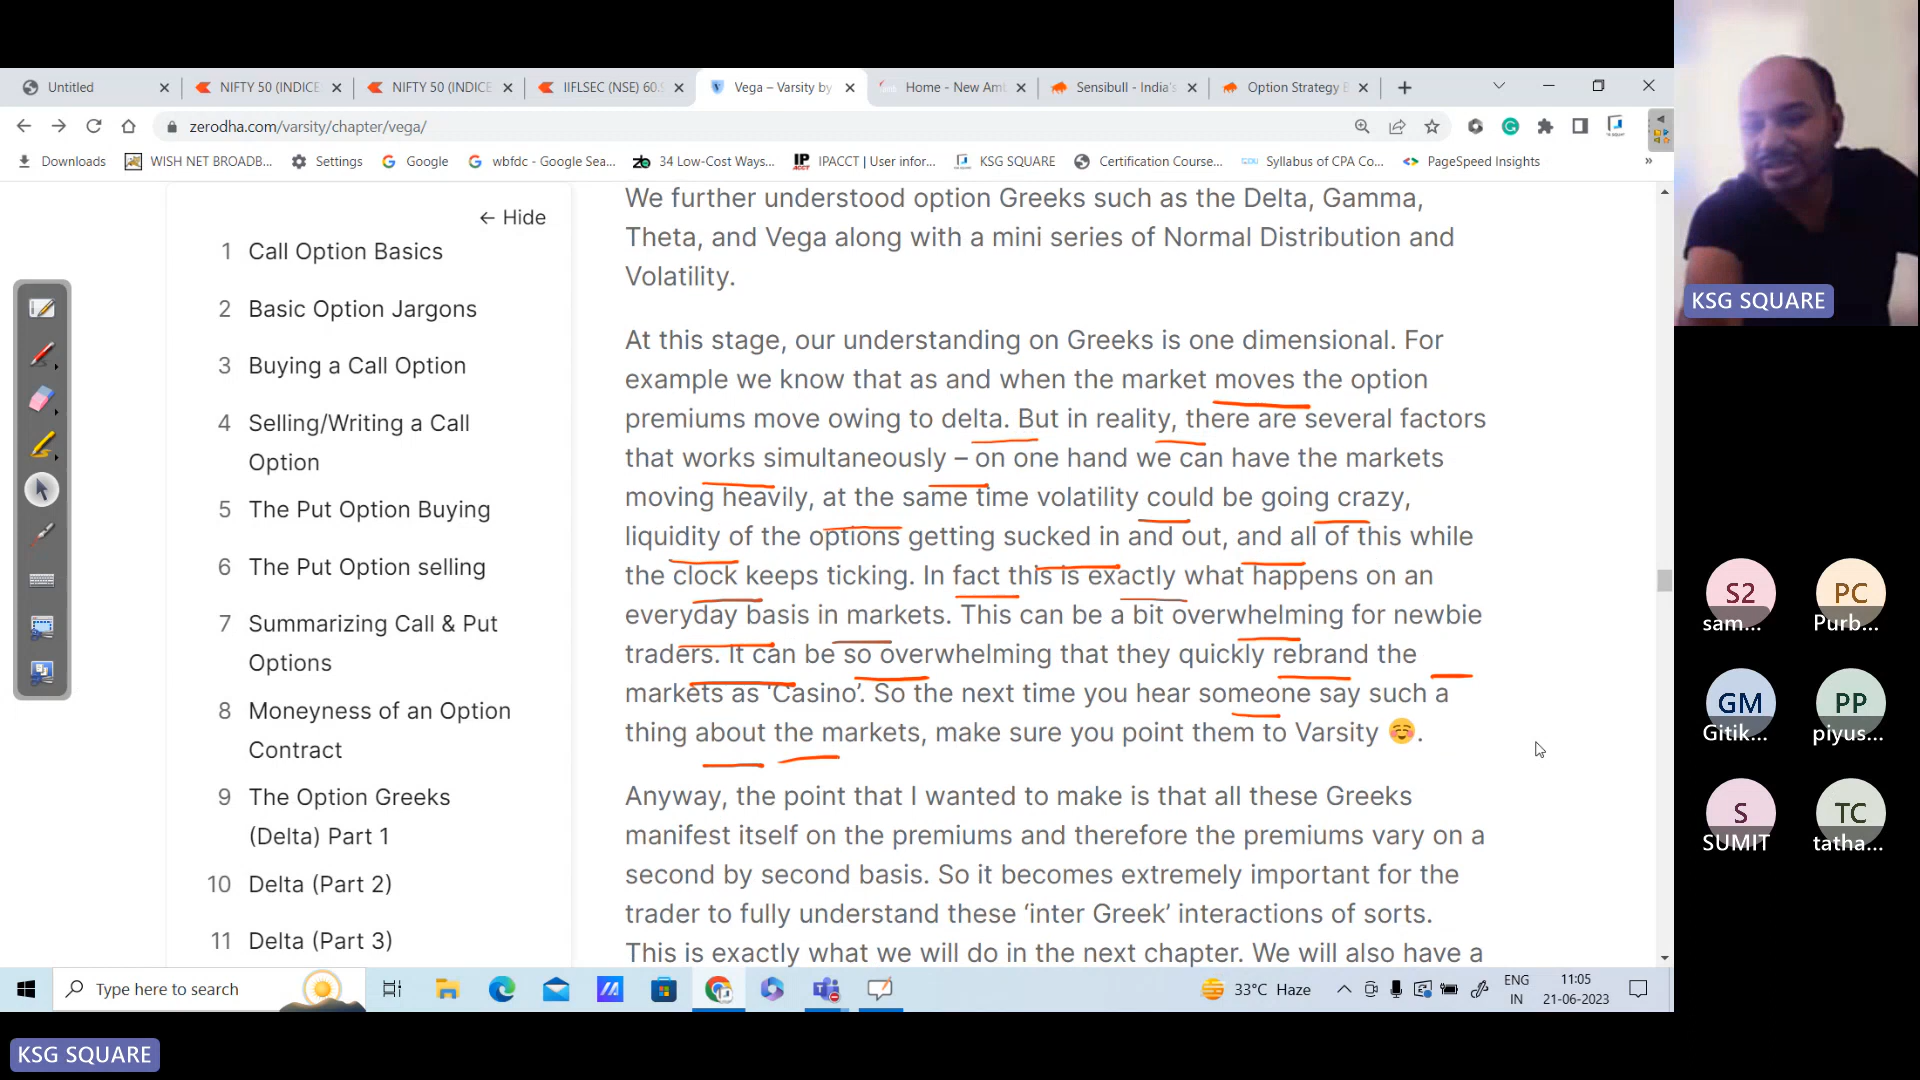 Untitled
NIFTY 50 (INDICE
NIFTY 50 (INDICE
IIFLSEC (NSE) 60.
Vega – Varsity by
Home - New Am
Sensibull - India's
Option Strategy B
zerodha.com/varsity/chapter/vega/
Downloads
WISH NET BROADB...
Settings
Google
wbfdc - Google Sea...
34 Low-Cost Ways...
IPACCT | User infor...
KSG SQUARE
Certification Course...
Syllabus of CPA Co...
PageSpeed Insights
»
← Hide
1 Call Option Basics
2 Basic Option Jargons
3 Buying a Call Option
4 Selling/Writing a Call
Option
5 The Put Option Buying
6 The Put Option selling
7 Summarizing Call & Put
Options
8 Moneyness of an Option
Contract
9 The Option Greeks
(Delta) Part 1
10 Delta (Part 2)
11 Delta (Part 3)
We further understood option Greeks such as the Delta, Gamma,
Theta, and Vega along with a mini series of Normal Distribution and
Volatility.
At this stage, our understanding on Greeks is one dimensional. For
example we know that as and when the market moves the option
premiums move owing to delta. But in reality, there are several factors
that works simultaneously – on one hand we can have the markets
moving heavily, at the same time volatility could be going crazy,
liquidity of the options getting sucked in and out, and all of this while
the clock keeps ticking. In fact this is exactly what happens on an
everyday basis in markets. This can be a bit overwhelming for newbie
traders. It can be so overwhelming that they quickly rebrand the
markets as ‘Casino’. So the next time you hear someone say such a
thing about the markets, make sure you point them to Varsity ☺.
Anyway, the point that I wanted to make is that all these Greeks
manifest itself on the premiums and therefore the premiums vary on a
second by second basis. So it becomes extremely important for the
trader to fully understand these ‘inter Greek’ interactions of sorts.
This is exactly what we will do in the next chapter. We will also have a
KSG SQUARE
S2
sam...
PC
Purb...
GM
Gitik...
PP
piyus...
S
SUMIT
TC
tatha...
Type here to search
33°C Haze
ENG
IN
11:05
21-06-2023
KSG SQUARE